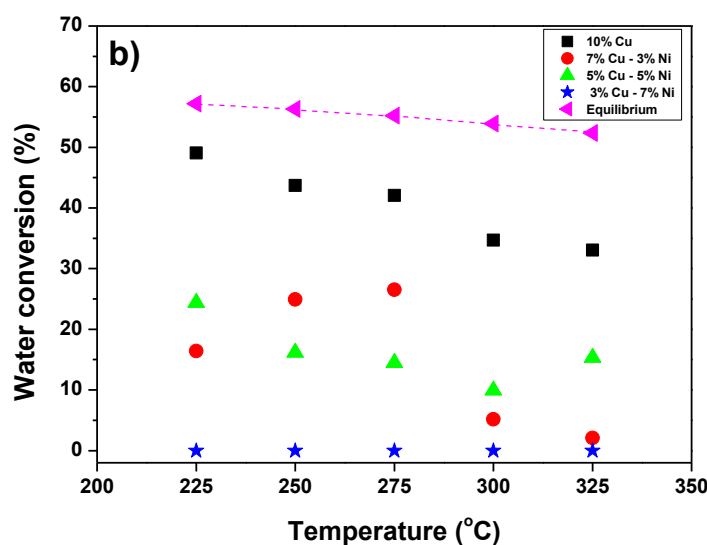 b)
10% Cu
7% Cu - 3% Ni
5% Cu - 5% Ni
3% Cu - 7% Ni
Equilibrium
Water conversion (%)
70
60
50
40
30
20
10
0
200 225 250 275 300 325 350
Temperature (°C)